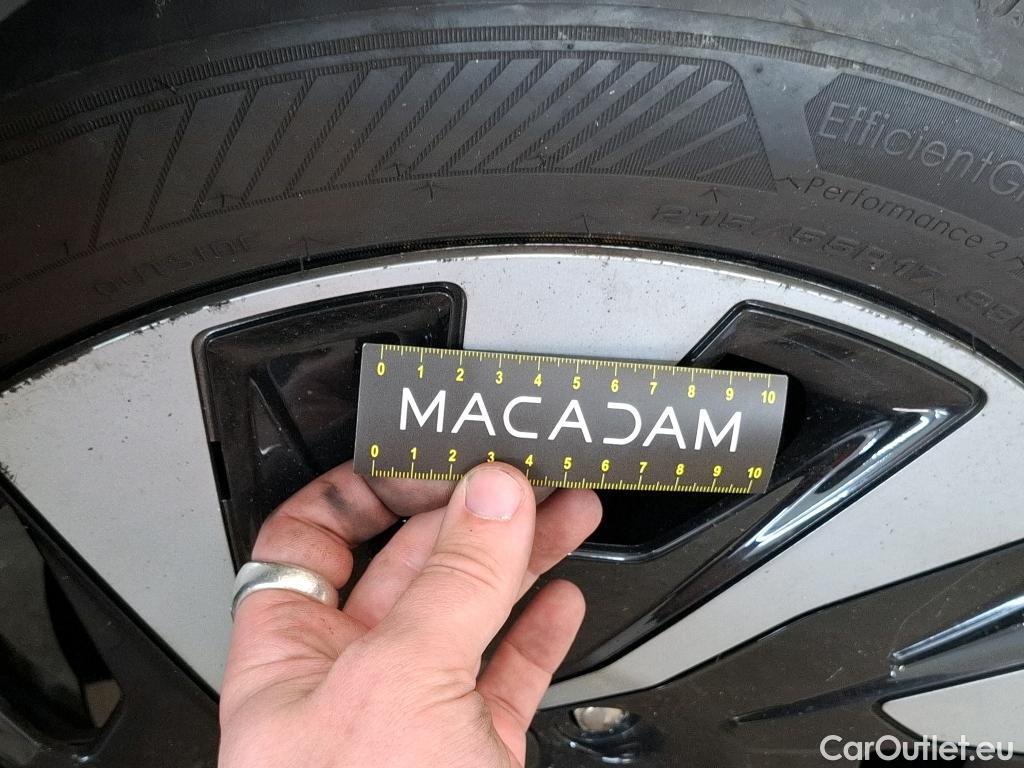 EfficientG
Performance 2
215/55R17
outside
0 1 2 3 4 5 6 7 8 9 10
MACADAM
0 1 2 3 4 5 6 7 8 9 10
CarOutlet.eu